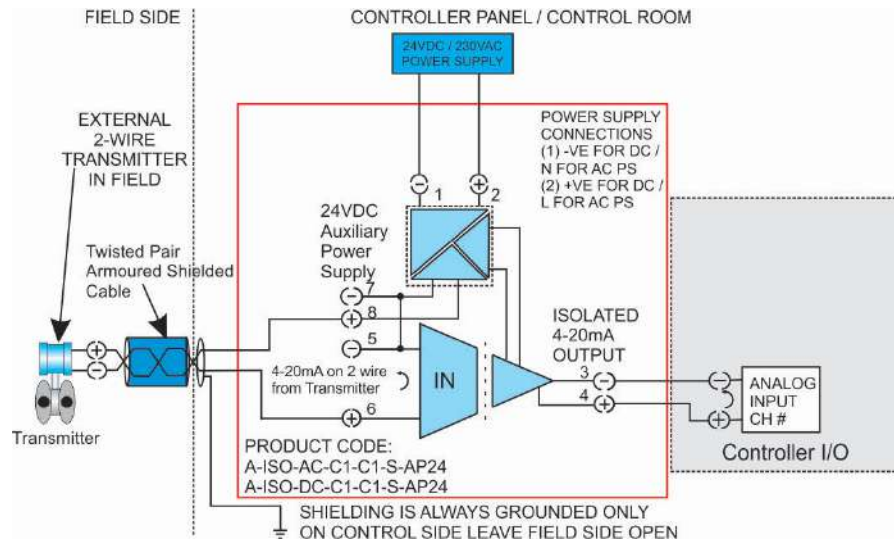 FIELD SIDE
CONTROLLER PANEL / CONTROL ROOM
24VDC / 230VAC
POWER SUPPLY
EXTERNAL
2-WIRE
TRANSMITTER
IN FIELD
POWER SUPPLY
CONNECTIONS
(1) -VE FOR DC /
N FOR AC PS
(2) +VE FOR DC /
L FOR AC PS
1
2
24VDC
Auxiliary
Power
Supply
Twisted Pair
Armoured Shielded
Cable
7
8
5
4-20mA on 2 wire
from Transmitter
6
IN
ISOLATED
4-20mA
OUTPUT
3
4
ANALOG
INPUT
CH #
Controller I/O
Transmitter
PRODUCT CODE:
A-ISO-AC-C1-C1-S-AP24
A-ISO-DC-C1-C1-S-AP24
SHIELDING IS ALWAYS GROUNDED ONLY
ON CONTROL SIDE LEAVE FIELD SIDE OPEN